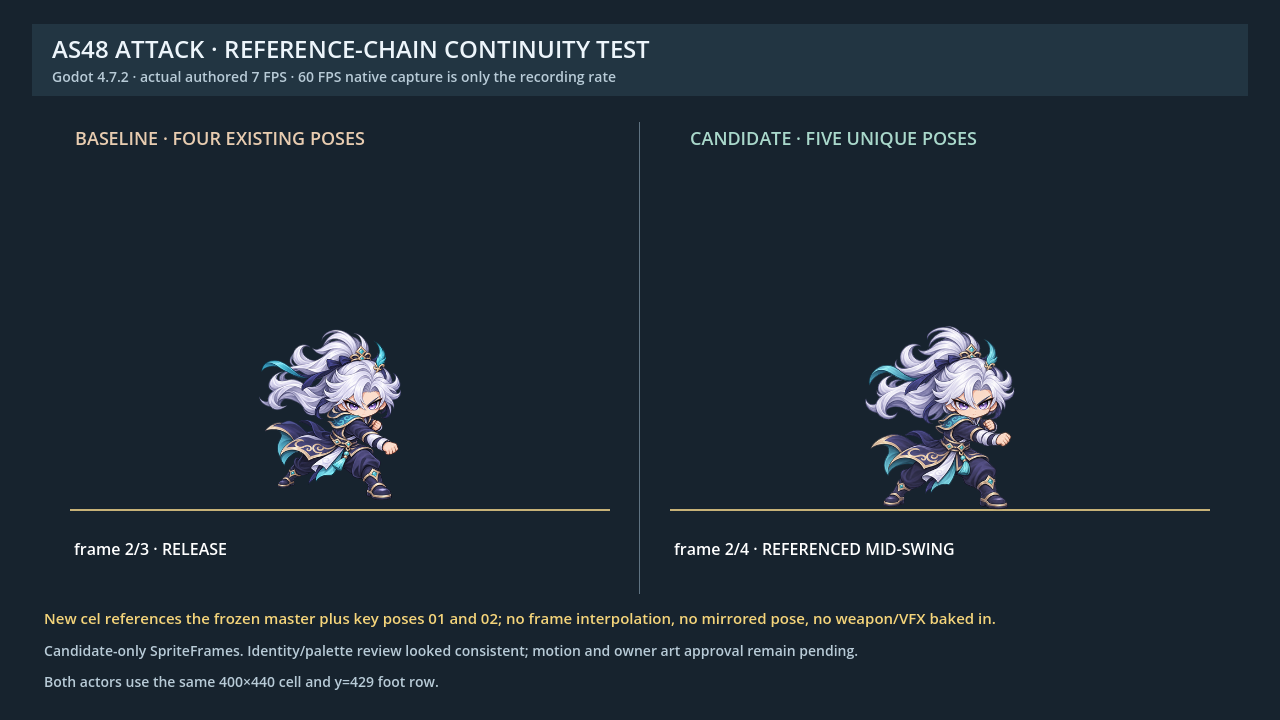 AS48 ATTACK · REFERENCE-CHAIN CONTINUITY TEST
Godot 4.7.2 · actual authored 7 FPS · 60 FPS native capture is only the recording rate
BASELINE · FOUR EXISTING POSES
CANDIDATE · FIVE UNIQUE POSES
frame 2/3 · RELEASE
frame 2/4 · REFERENCED MID-SWING
New cel references the frozen master plus key poses 01 and 02; no frame interpolation, no mirrored pose, no weapon/VFX baked in.
Candidate-only SpriteFrames. Identity/palette review looked consistent; motion and owner art approval remain pending.
Both actors use the same 400×440 cell and y=429 foot row.